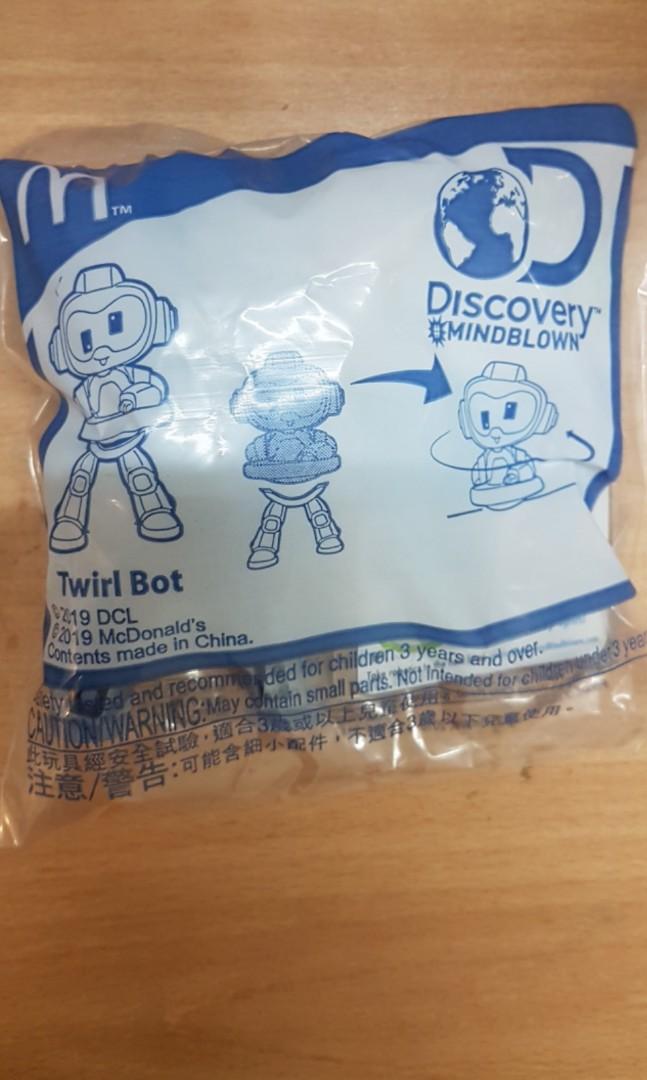 M™
D
Discovery™
#MINDBLOWN
Twirl Bot
©2019 DCL
©2019 McDonald's
Contents made in China.
Safety tested and recommended for children 3 years and over.
CAUTION/WARNING: May contain small parts. Not Intended for children under 3 years
此玩具經安全試驗，適合3歲或以上兒童使用。
注意/警告：可能含細小配件，不適合3歲以下兒童使用。